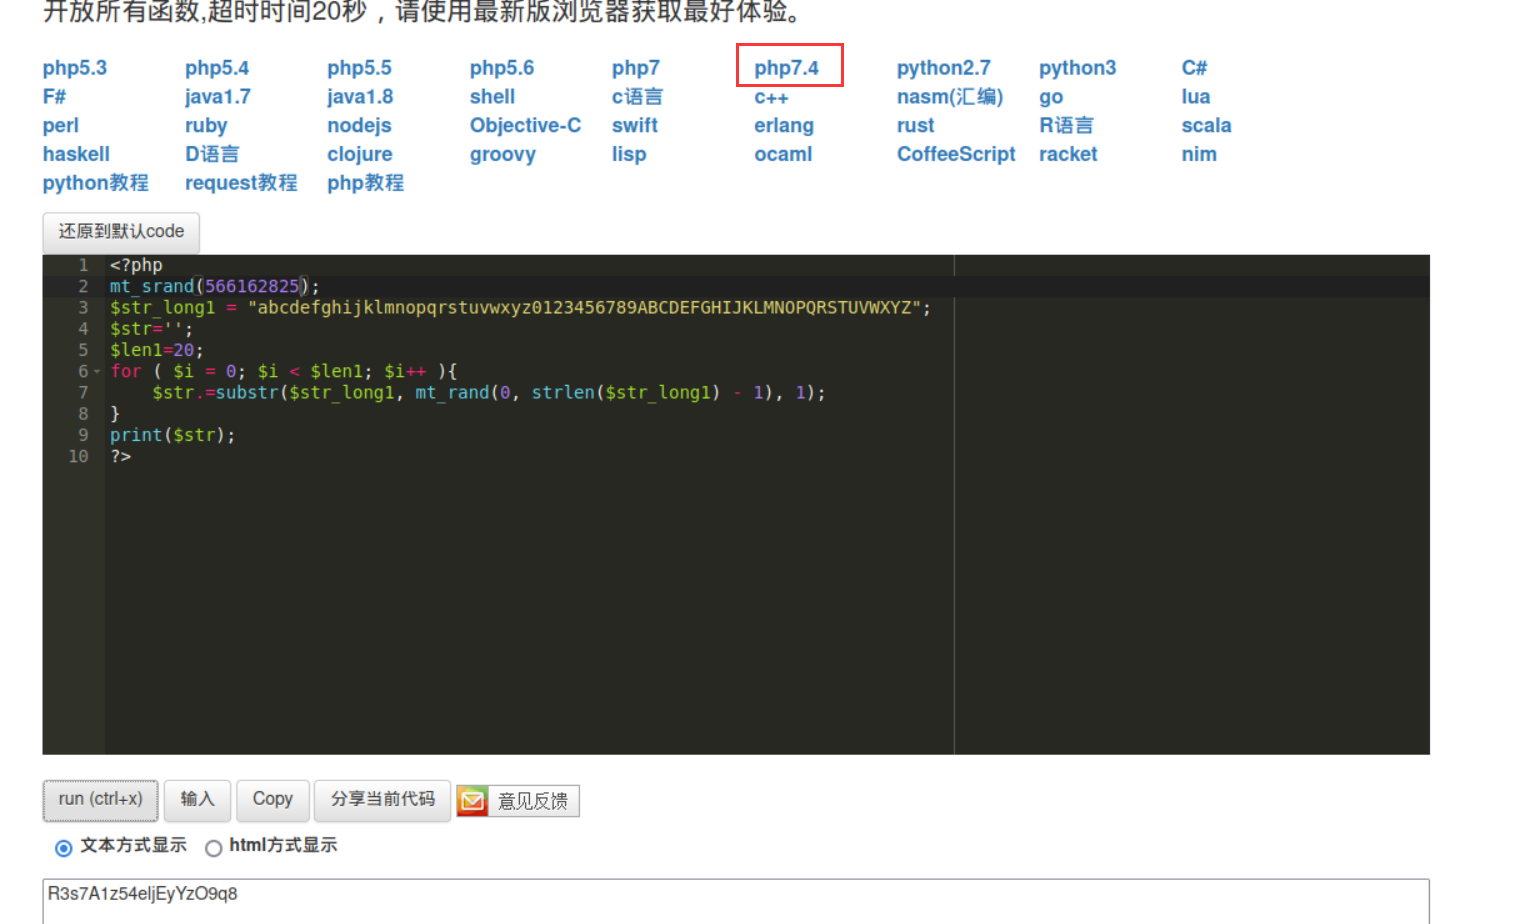 开放所有函数,超时时间20秒，请使用最新版浏览器获取最好体验。
php5.3 php5.4 php5.5 php5.6 php7 php7.4 python2.7 python3 C#
F# java1.7 java1.8 shell c语言 c++ nasm(汇编) go lua
perl ruby nodejs Objective-C swift erlang rust R语言 scala
haskell D语言 clojure groovy lisp ocaml CoffeeScript racket nim
python教程 request教程 php教程
还原到默认code
1 <?php
2 mt_srand(566162825);
3 $str_long1 = "abcdefghijklmnopqrstuvwxyz0123456789ABCDEFGHIJKLMNOPQRSTUVWXYZ";
4 $str='';
5 $len1=20;
6 for ( $i = 0; $i < $len1; $i++ ){
7 $str.=substr($str_long1, mt_rand(0, strlen($str_long1) - 1), 1);
8 }
9 print($str);
10 ?>
run (ctrl+x) 输入 Copy 分享当前代码 意见反馈
文本方式显示 html方式显示
R3s7A1z54eljEyYzO9q8